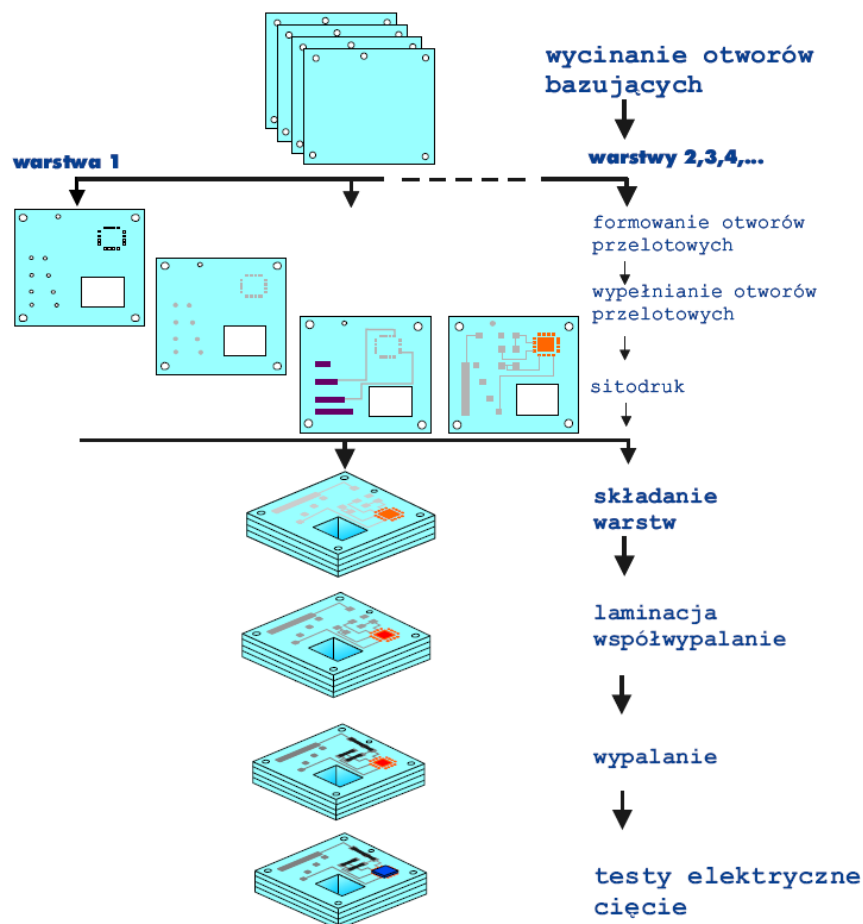 wycinanie otworów
bazujących
warstwa 1
warstwy 2,3,4,...
formowanie otworów
przelotowych
wypełnianie otworów
przelotowych
sitodruk
składanie
warstw
laminacja
współwypalanie
wypalanie
testy elektryczne
cięcie